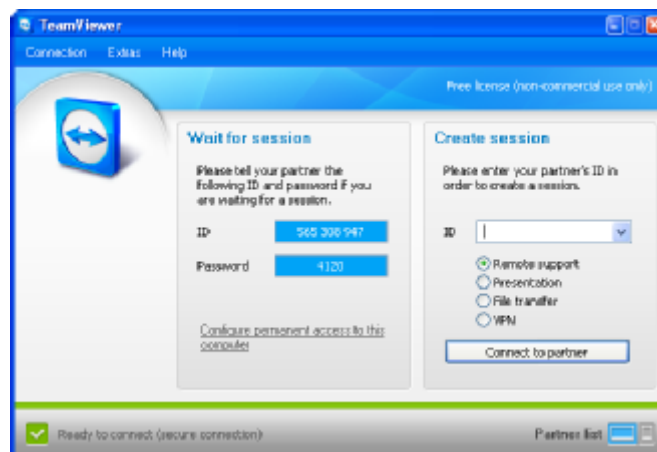 TeamViewer
Connection Extras Help
Free license (non-commercial use only)
Wait for session
Please tell your partner the
following ID and password if you
are waiting for a session.
ID 565 308 947
Password 4120
Configure permanent access to this
computer
Create session
Please enter your partner's ID in
order to create a session.
ID
Remote support
Presentation
File transfer
VPN
Connect to partner
Ready to connect (secure connection)
Partner list